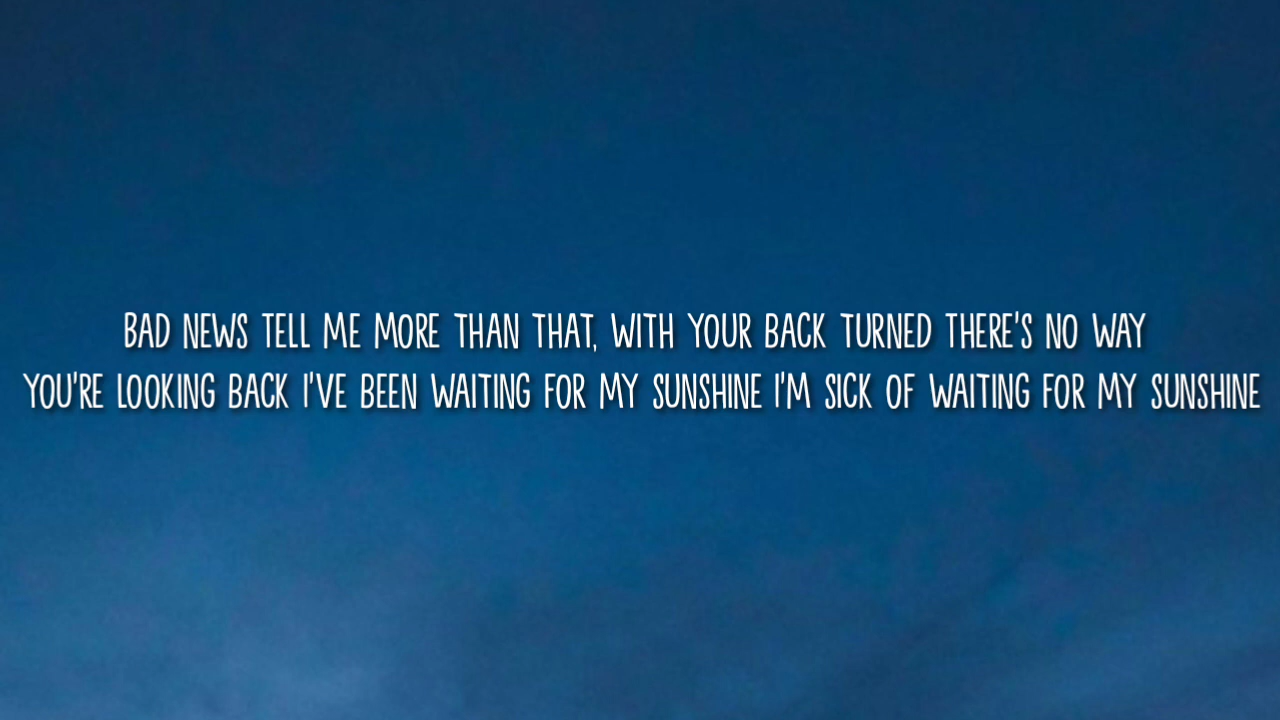 BAD NEWS TELL ME MORE THAN THAT, WITH YOUR BACK TURNED THERE'S NO WAY
YOU'RE LOOKING BACK I'VE BEEN WAITING FOR MY SUNSHINE I'M SICK OF WAITING FOR MY SUNSHINE